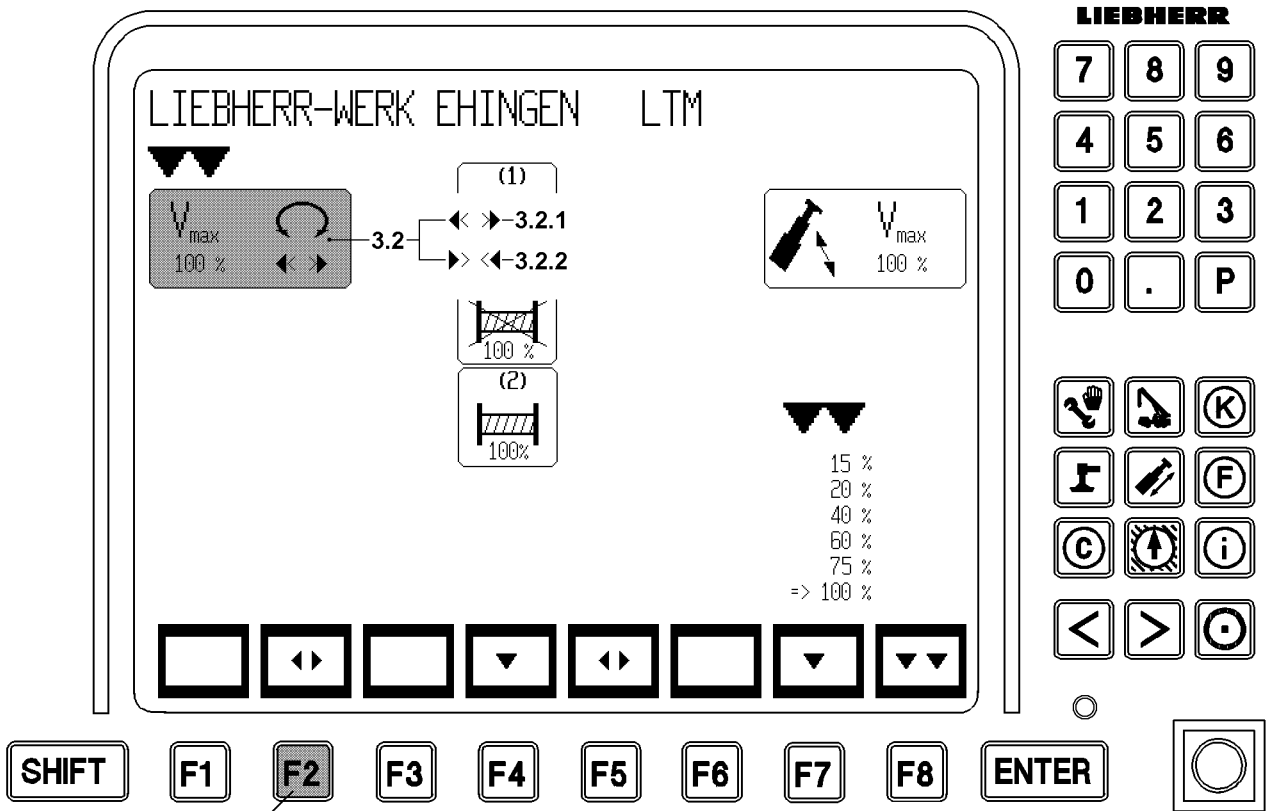 LIEBHERR
LIEBHERR-WERK EHINGEN LTM
(1)
Vmax
100 %
3.2
3.2.1
3.2.2
100 %
(2)
100%
Vmax
100 %
15 %
20 %
40 %
60 %
75 %
=> 100 %
7 8 9
4 5 6
1 2 3
0 . P
K
F
C i
< >
SHIFT F1 F2 F3 F4 F5 F6 F7 F8 ENTER